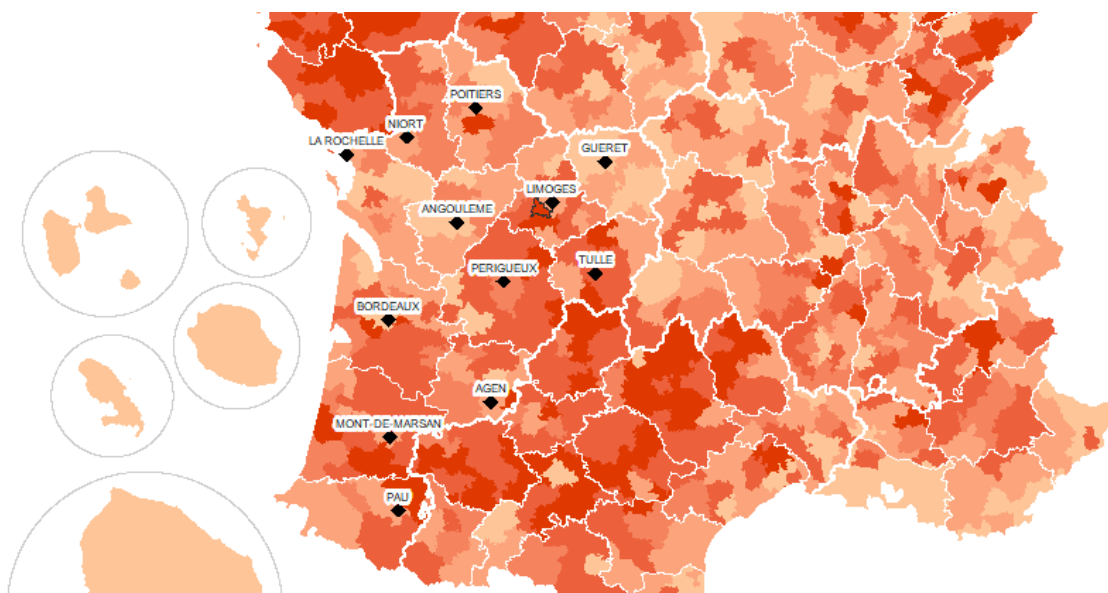 POITIERS
NIORT
LA ROCHELLE
GUERET
LIMOGES
ANGOULEME
TULLE
PERIGUEUX
BORDEAUX
AGEN
MONT-DE-MARSAN
PAU